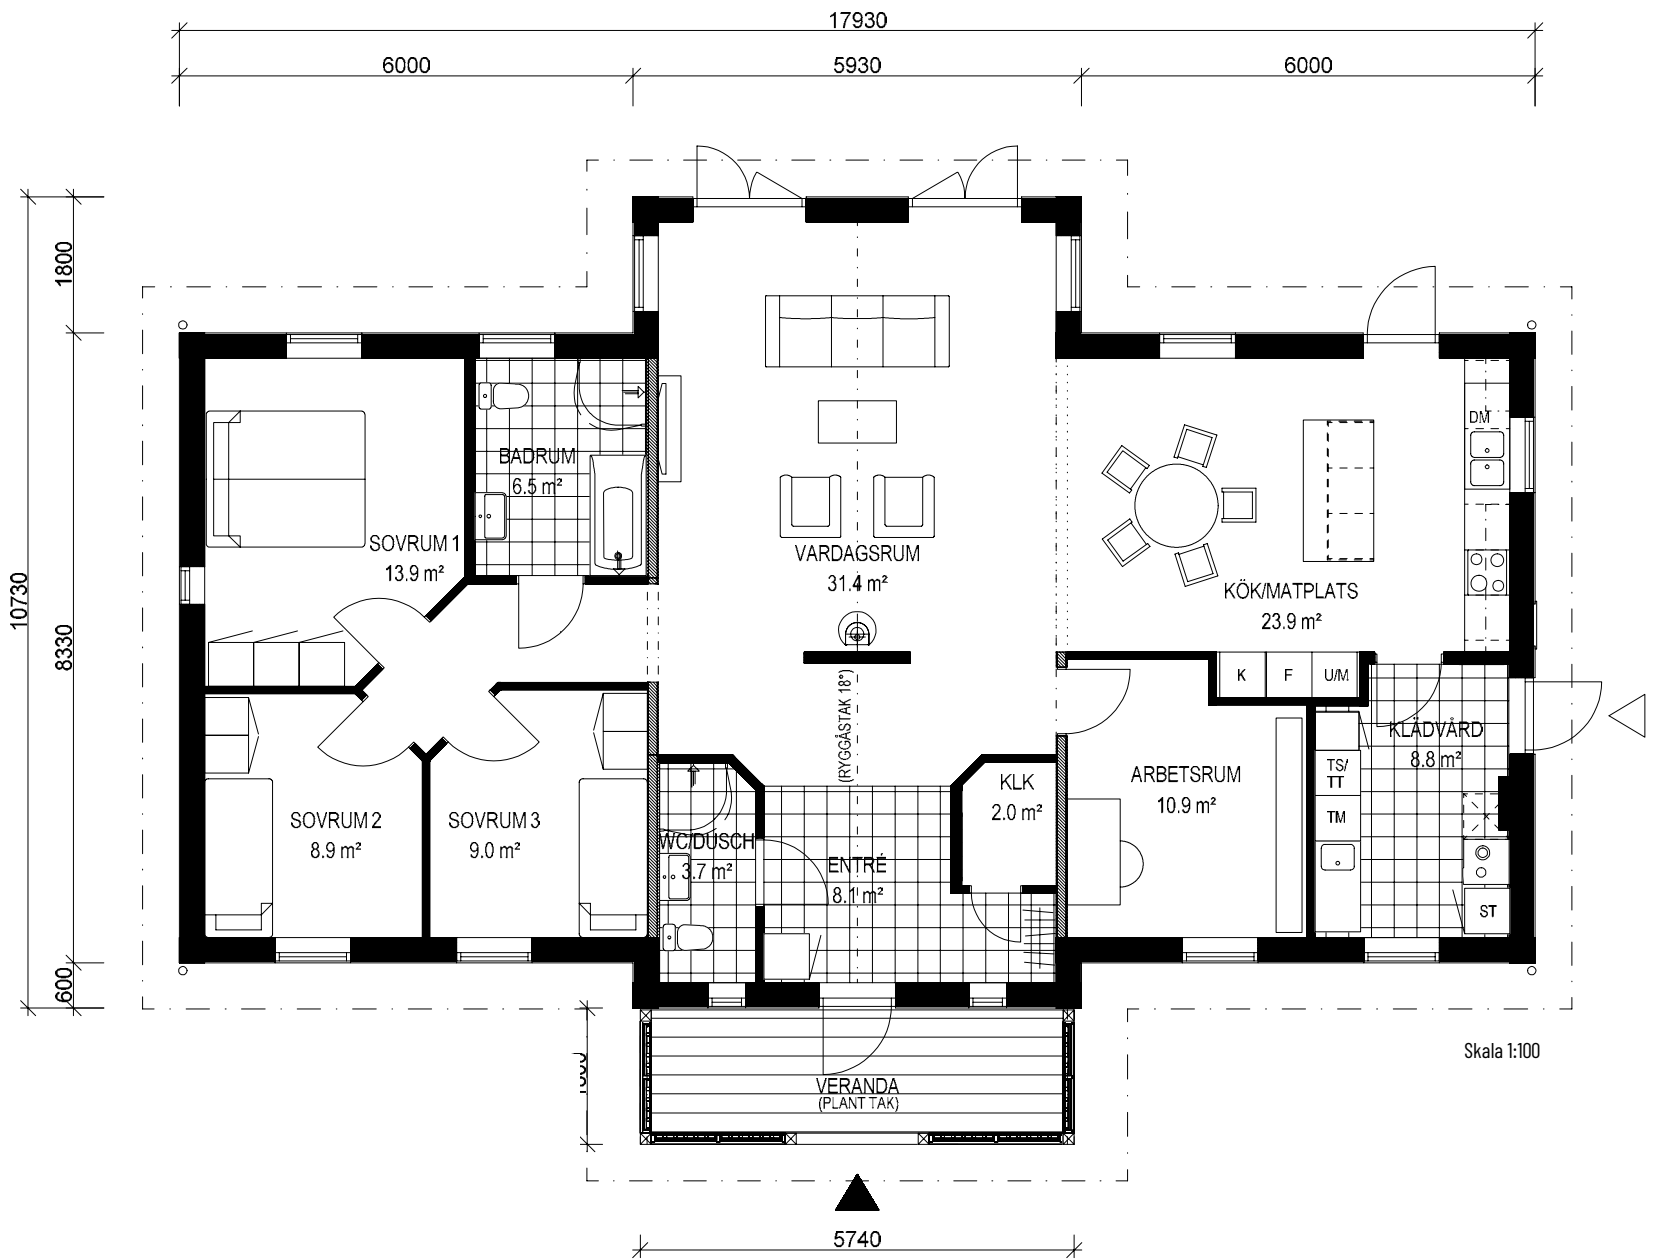 17930
6000
5930
6000
1800
10730
8330
600
DM
BADRUM
6.5 m²
SOVRUM 1
13.9 m²
VARDAGSRUM
31.4 m²
KÖK/MATPLATS
23.9 m²
K
F
U/M
(RYGGÅSTAK 18°)
KLÄDVÅRD
8.8 m²
TS/
TT
TM
ST
ARBETSRUM
10.9 m²
KLK
2.0 m²
SOVRUM 2
8.9 m²
SOVRUM 3
9.0 m²
WC/DUSCH
3.7 m²
ENTRÉ
8.1 m²
Skala 1:100
VERANDA
(PLANT TAK)
5740